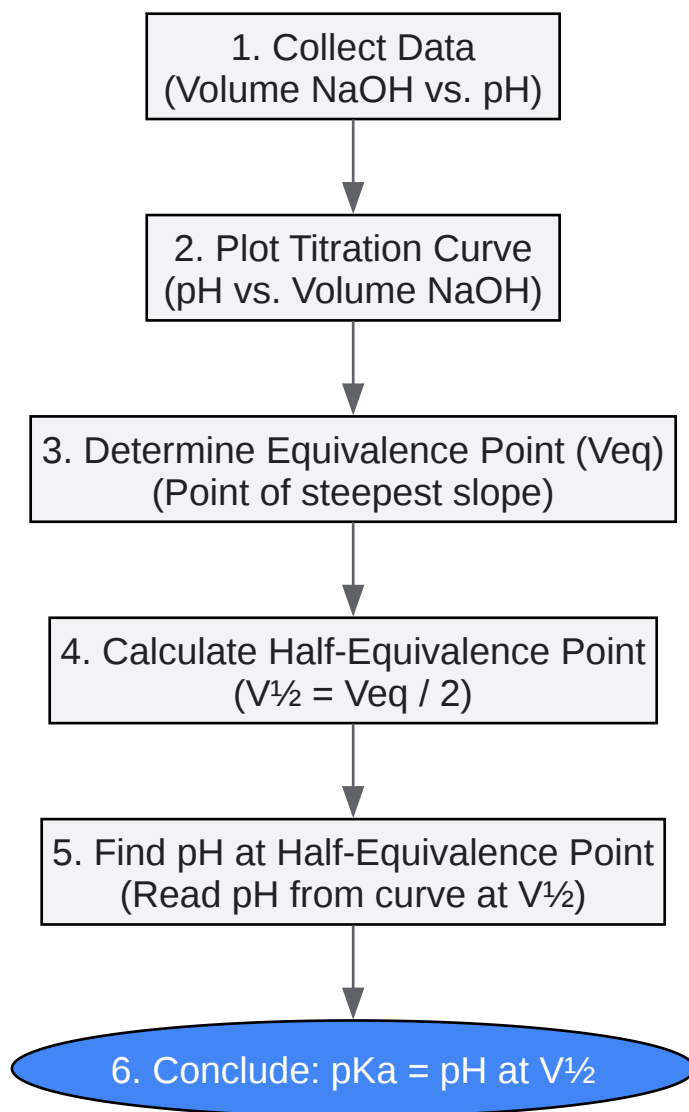 1. Collect Data
(Volume NaOH vs. pH)
2. Plot Titration Curve
(pH vs. Volume NaOH)
3. Determine Equivalence Point (Veq)
(Point of steepest slope)
4. Calculate Half-Equivalence Point
(V½ = Veq / 2)
5. Find pH at Half-Equivalence Point
(Read pH from curve at V½)
6. Conclude: pKa = pH at V½